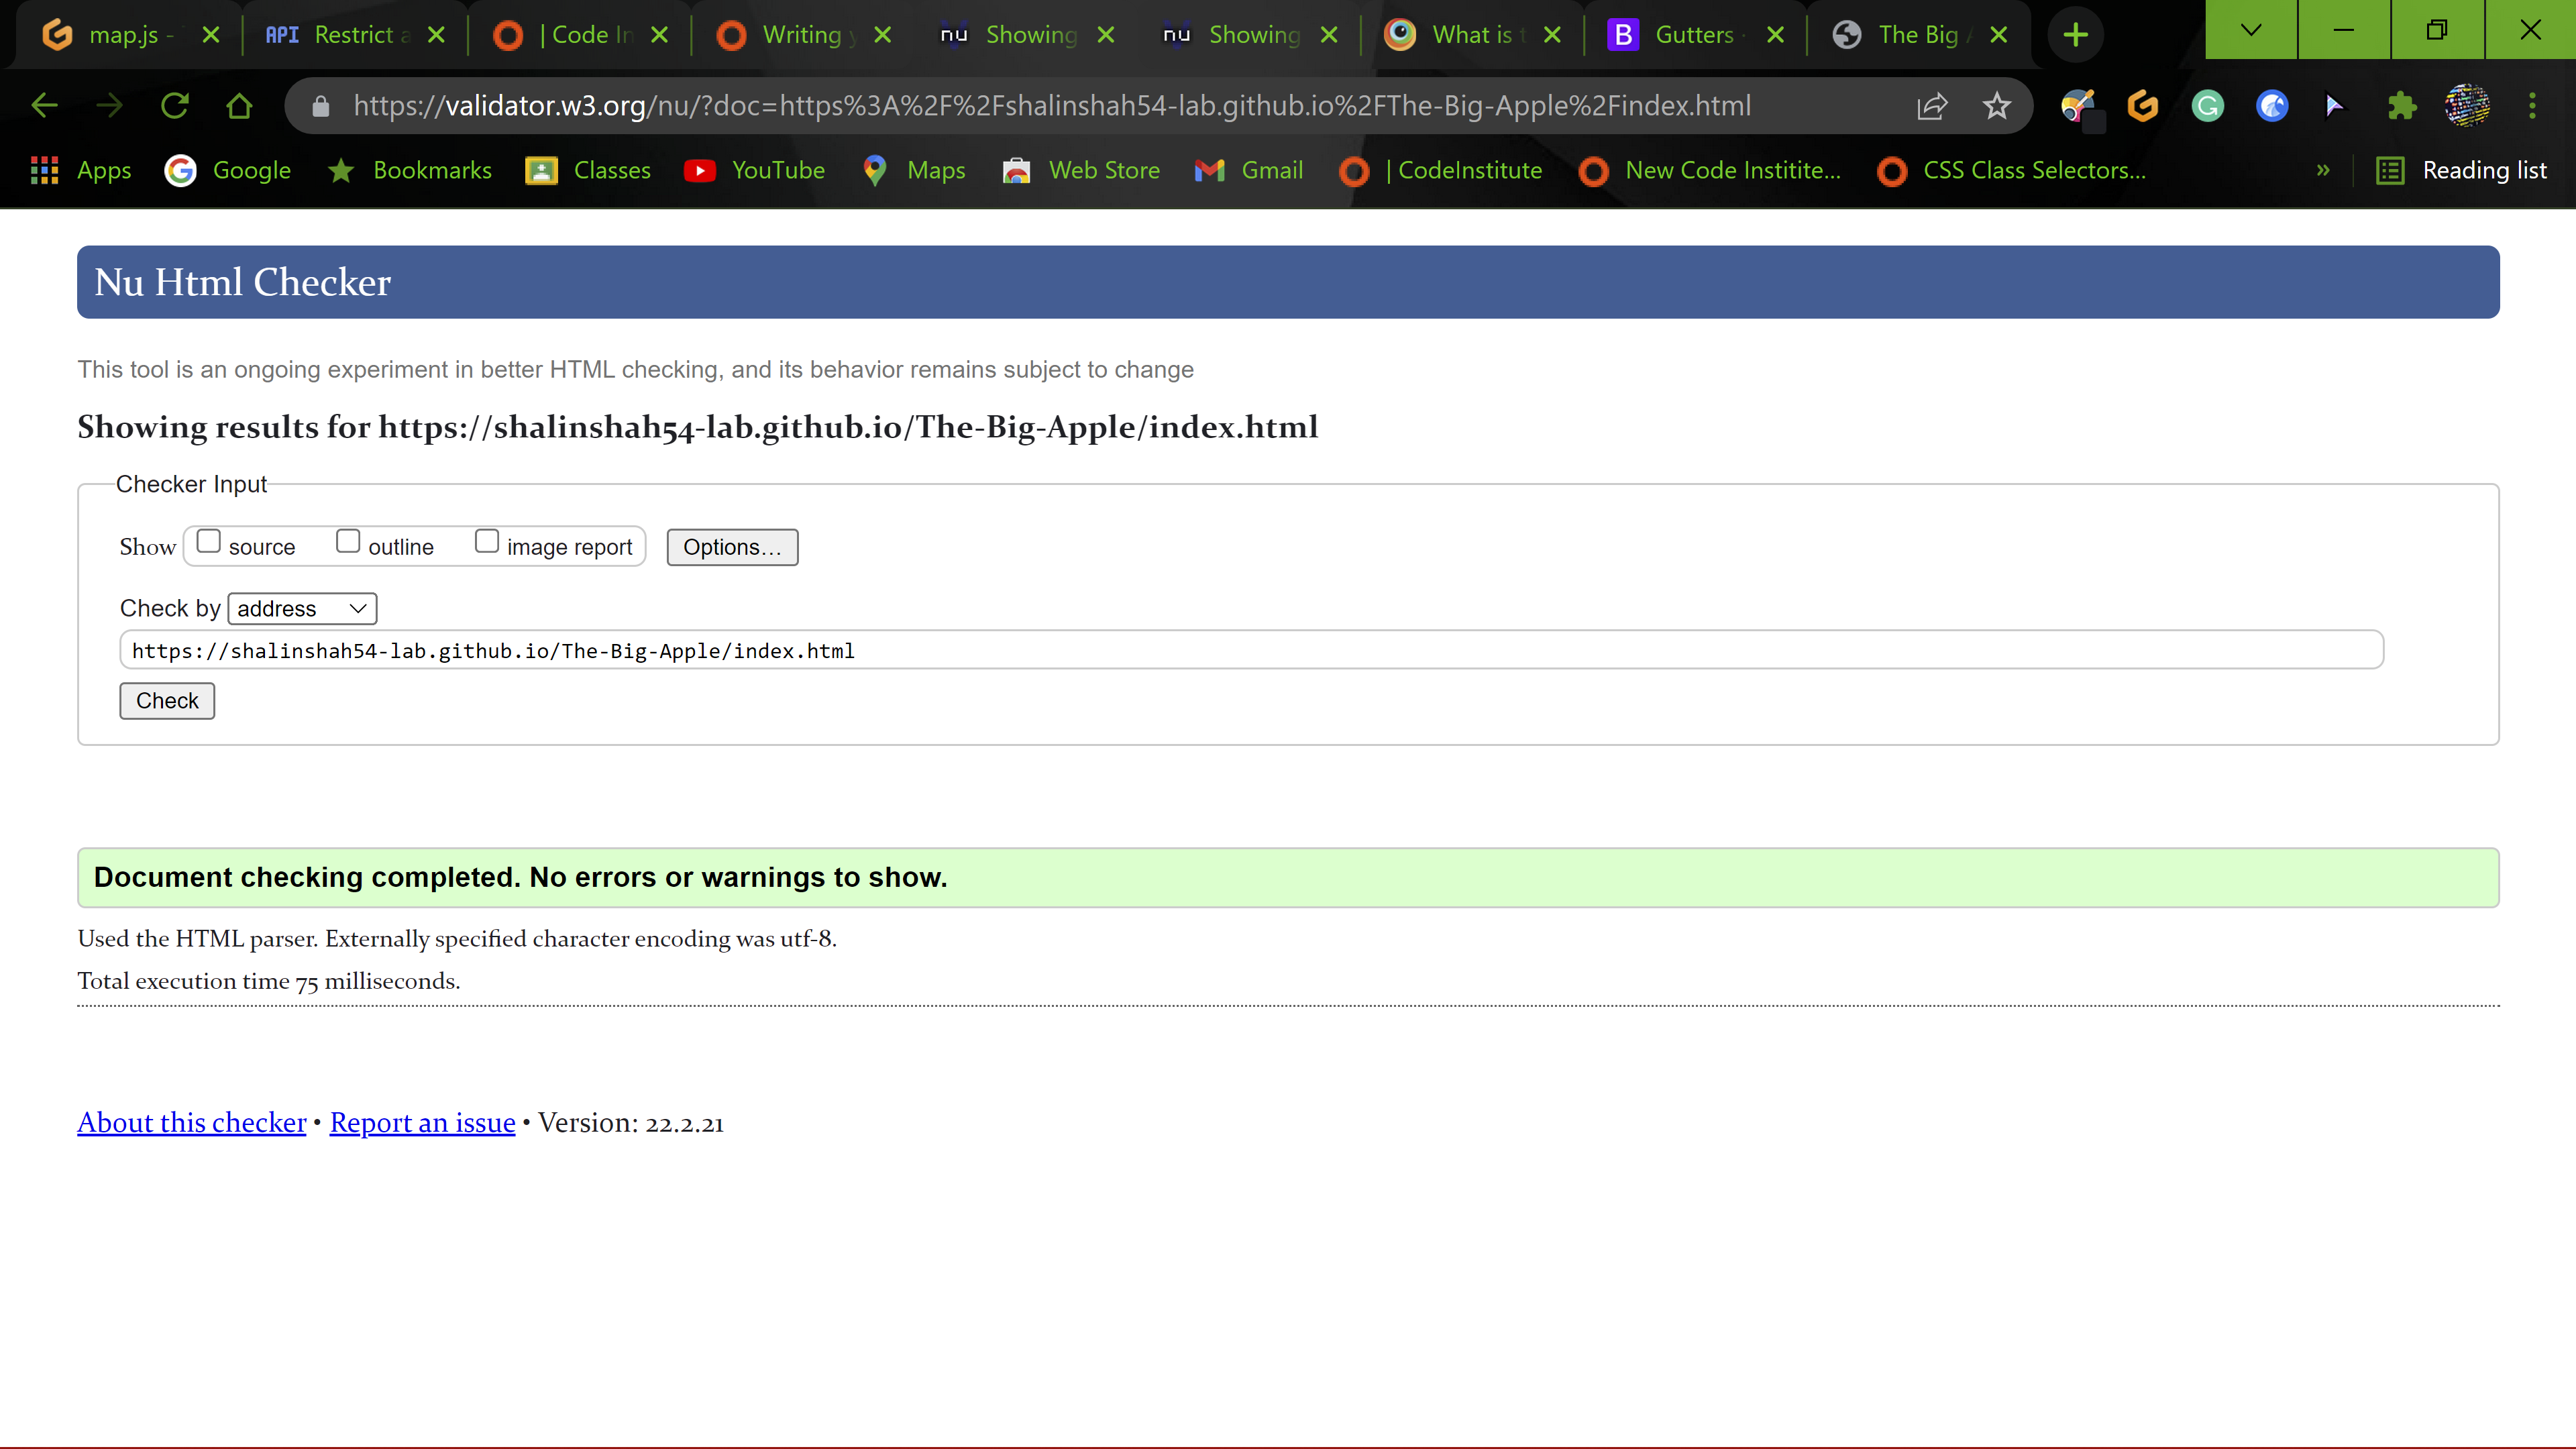 map.js -
API Restrict a
| Code In
Writing y
nu Showing
nu Showing
What is t
B Gutters ·
The Big A
https://validator.w3.org/nu/?doc=https%3A%2F%2Fshalinshah54-lab.github.io%2FThe-Big-Apple%2Findex.html
Apps Google Bookmarks Classes YouTube Maps Web Store Gmail | CodeInstitute New Code Institite... CSS Class Selectors... » Reading list
Nu Html Checker
This tool is an ongoing experiment in better HTML checking, and its behavior remains subject to change
Showing results for https://shalinshah54-lab.github.io/The-Big-Apple/index.html
Checker Input
Show source outline image report Options...
Check by address
https://shalinshah54-lab.github.io/The-Big-Apple/index.html
Check
Document checking completed. No errors or warnings to show.
Used the HTML parser. Externally specified character encoding was utf-8.
Total execution time 75 milliseconds.
About this checker • Report an issue • Version: 22.2.21